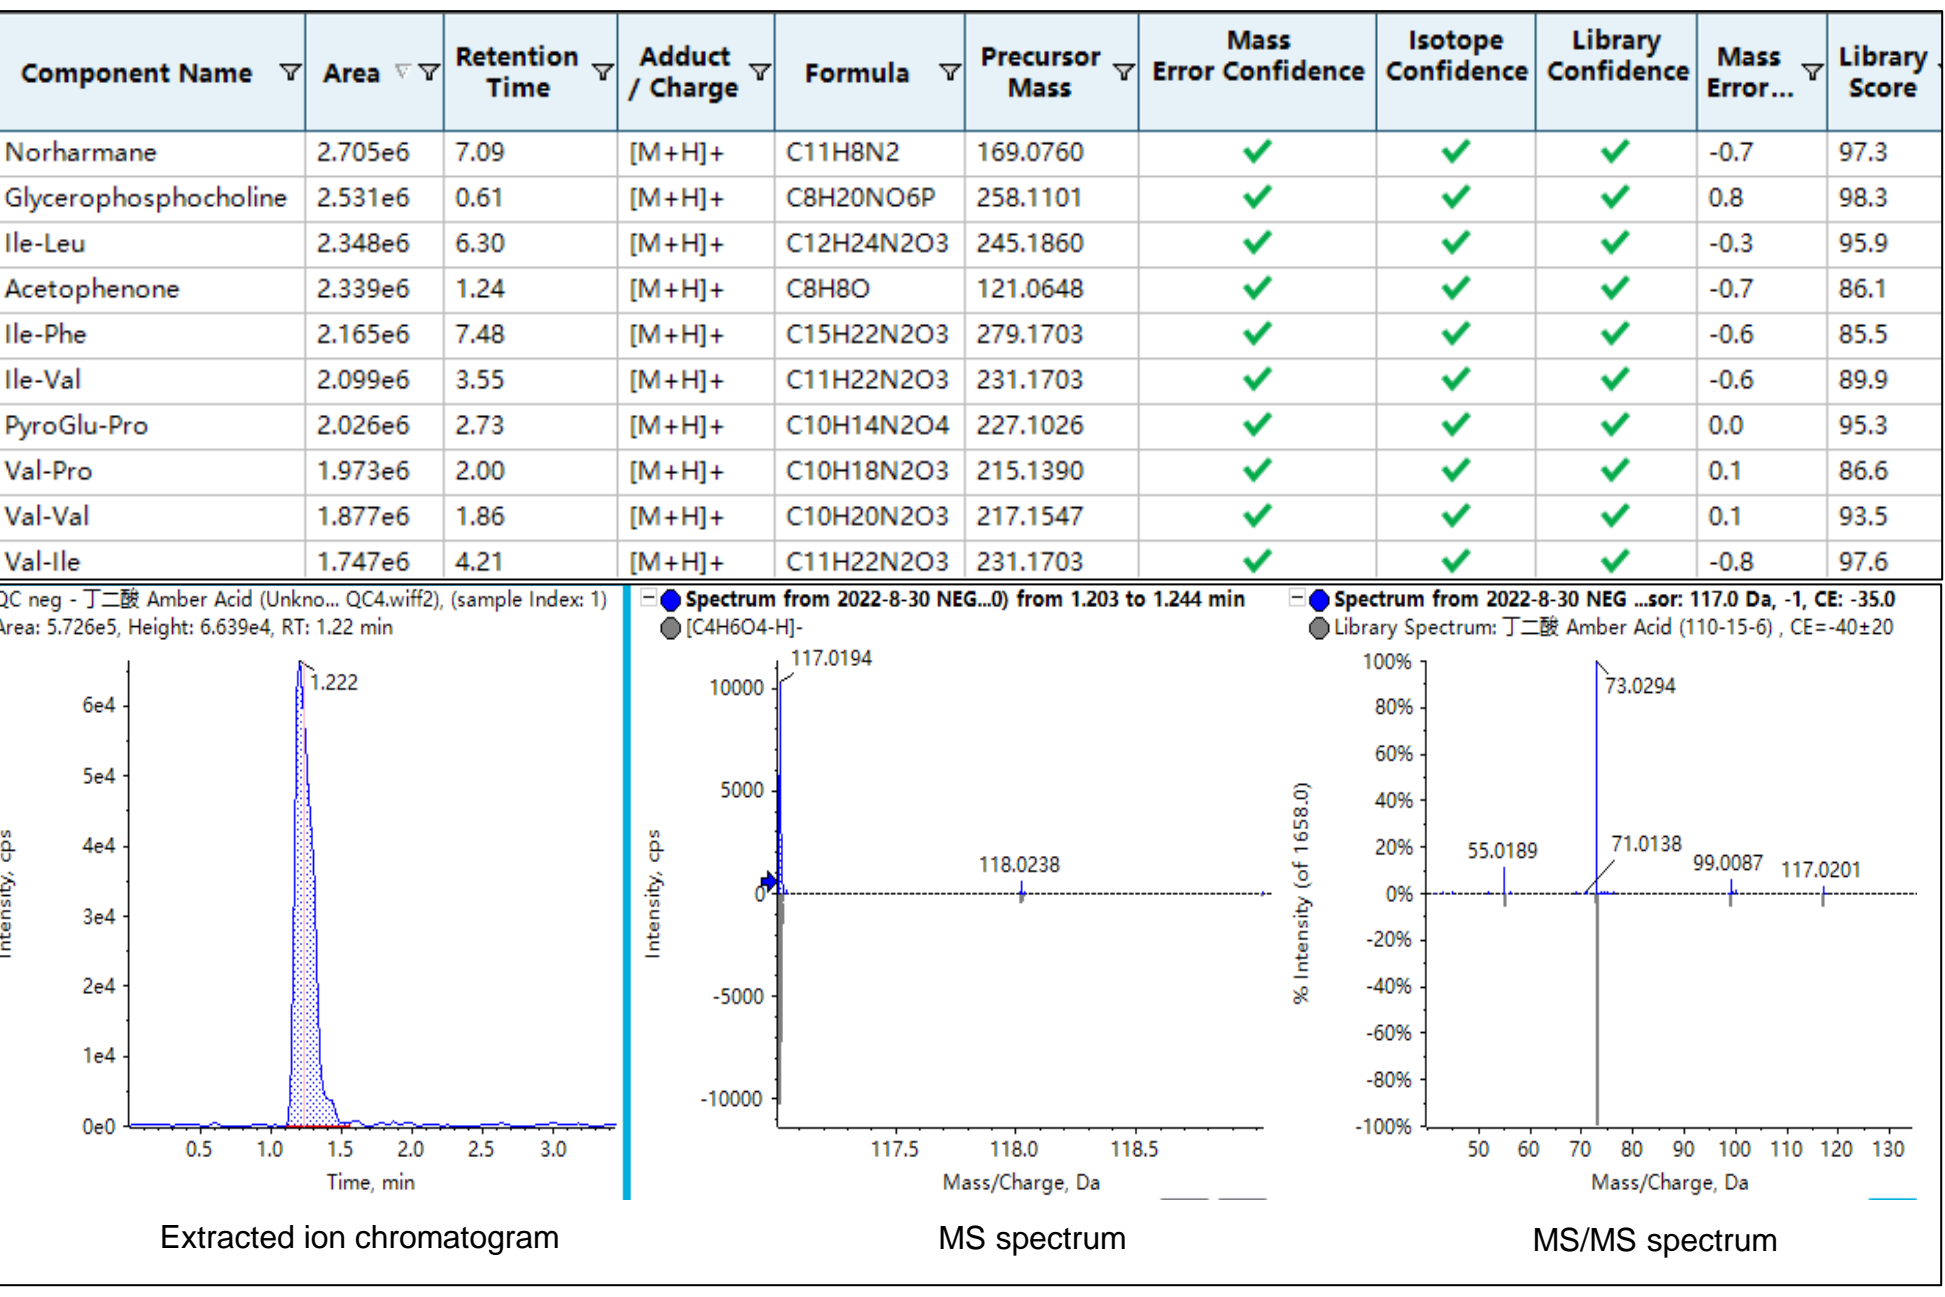 Component Name Area Retention Time Adduct / Charge Formula Precursor Mass Mass Error Confidence Isotope Confidence Library Confidence Mass Error... Library Score
Norharmane 2.705e6 7.09 [M+H]+ C11H8N2 169.0760 -0.7 97.3
Glycerophosphocholine 2.531e6 0.61 [M+H]+ C8H20NO6P 258.1101 0.8 98.3
Ile-Leu 2.348e6 6.30 [M+H]+ C12H24N2O3 245.1860 -0.3 95.9
Acetophenone 2.339e6 1.24 [M+H]+ C8H8O 121.0648 -0.7 86.1
Ile-Phe 2.165e6 7.48 [M+H]+ C15H22N2O3 279.1703 -0.6 85.5
Ile-Val 2.099e6 3.55 [M+H]+ C11H22N2O3 231.1703 -0.6 89.9
PyroGlu-Pro 2.026e6 2.73 [M+H]+ C10H14N2O4 227.1026 0.0 95.3
Val-Pro 1.973e6 2.00 [M+H]+ C10H18N2O3 215.1390 0.1 86.6
Val-Val 1.877e6 1.86 [M+H]+ C10H20N2O3 217.1547 0.1 93.5
Val-Ile 1.747e6 4.21 [M+H]+ C11H22N2O3 231.1703 -0.8 97.6
QC neg - 丁二酸 Amber Acid (Unkno... QC4.wiff2), (sample Index: 1)
Area: 5.726e5, Height: 6.639e4, RT: 1.22 min
1.222
6e4
5e4
4e4
3e4
2e4
1e4
0e0
Intensity, cps
0.5 1.0 1.5 2.0 2.5 3.0
Time, min
Extracted ion chromatogram
Spectrum from 2022-8-30 NEG...0) from 1.203 to 1.244 min
[C4H6O4-H]-
117.0194
118.0238
10000
5000
0
-5000
-10000
Intensity, cps
117.5 118.0 118.5
Mass/Charge, Da
MS spectrum
Spectrum from 2022-8-30 NEG ...sor: 117.0 Da, -1, CE: -35.0
Library Spectrum: 丁二酸 Amber Acid (110-15-6) , CE=-40±20
73.0294
55.0189
71.0138
99.0087
117.0201
100%
80%
60%
40%
20%
0%
-20%
-40%
-60%
-80%
-100%
% Intensity (of 1658.0)
50 60 70 80 90 100 110 120 130
Mass/Charge, Da
MS/MS spectrum